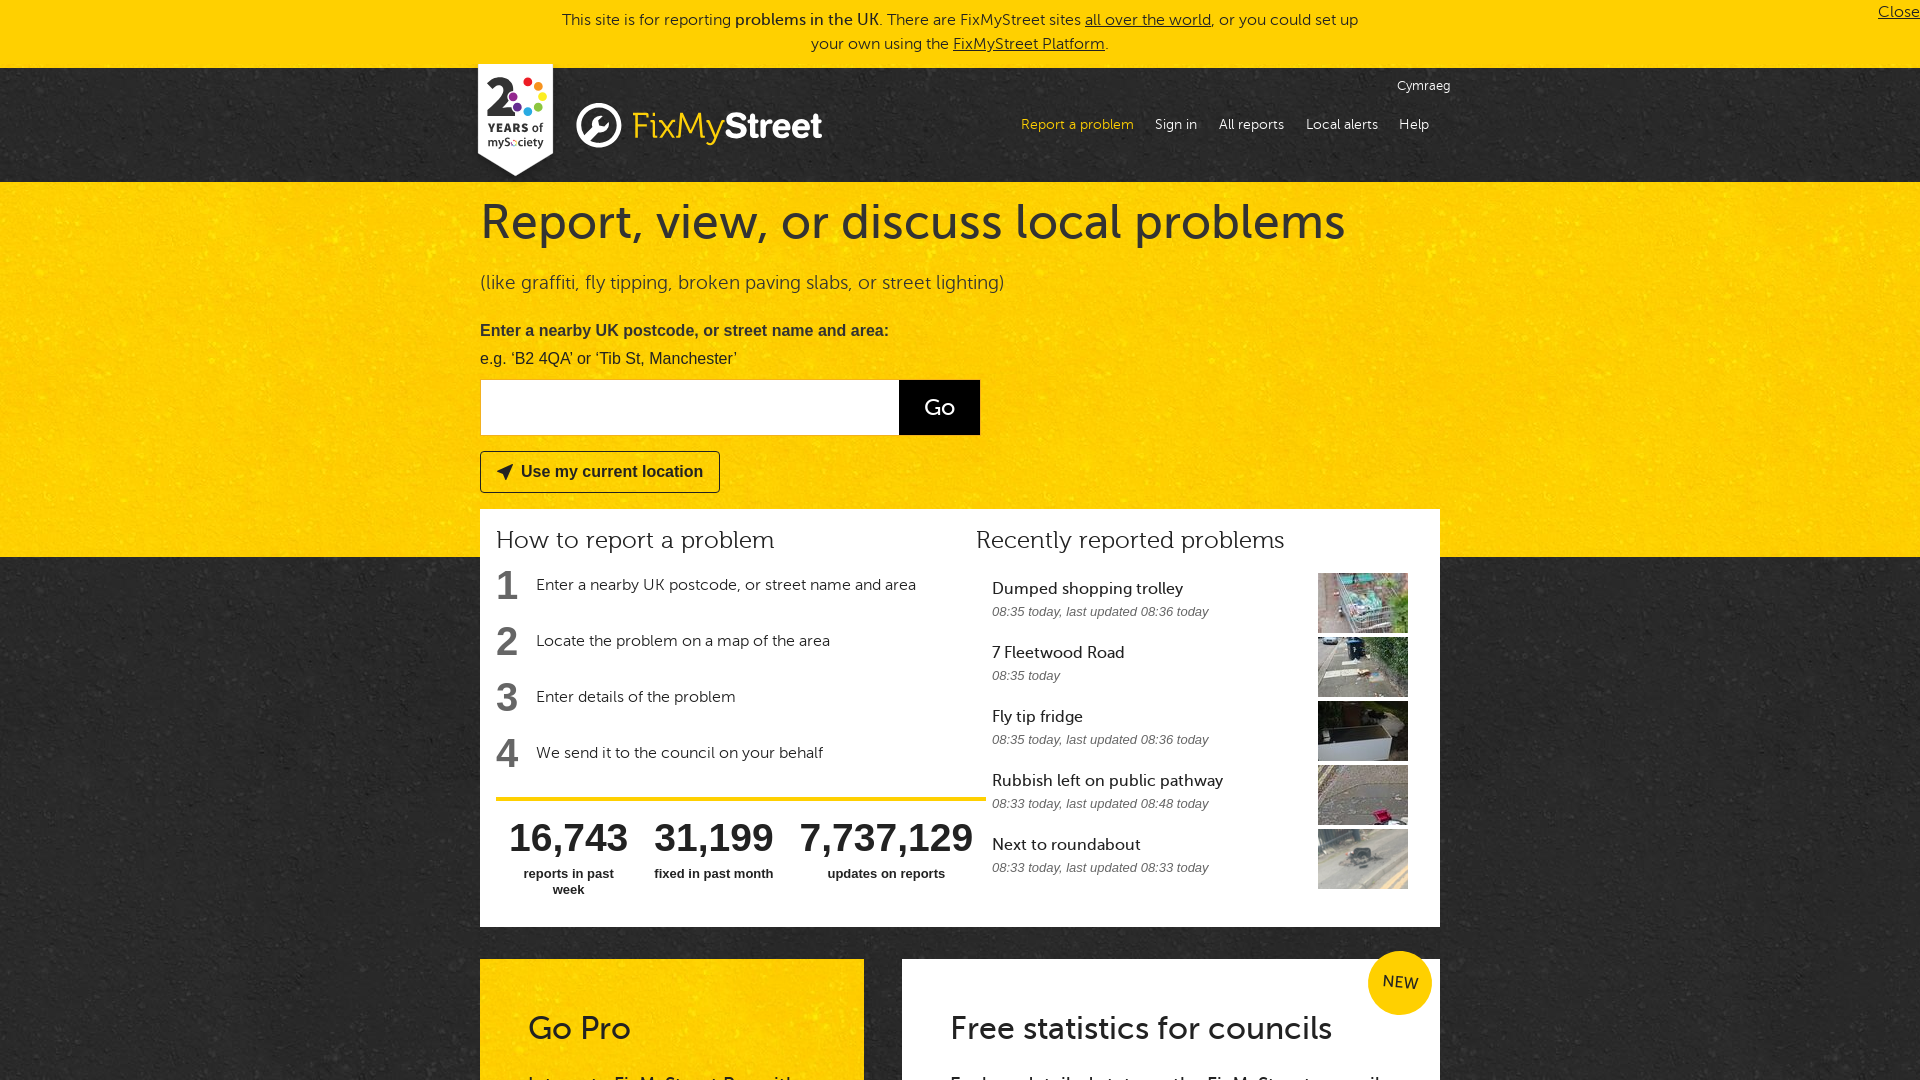 This site is for reporting problems in the UK. There are FixMyStreet sites all over the world, or you could set up
your own using the FixMyStreet Platform.
Close
20
YEARS of
mySociety
FixMyStreet
Cymraeg
Report a problem
Sign in
All reports
Local alerts
Help
Report, view, or discuss local problems
(like graffiti, fly tipping, broken paving slabs, or street lighting)
Enter a nearby UK postcode, or street name and area:
e.g. ‘B2 4QA’ or ‘Tib St, Manchester’
Go
Use my current location
How to report a problem
1 Enter a nearby UK postcode, or street name and area
2 Locate the problem on a map of the area
3 Enter details of the problem
4 We send it to the council on your behalf
16,743
reports in past
week
31,199
fixed in past month
7,737,129
updates on reports
Recently reported problems
Dumped shopping trolley
08:35 today, last updated 08:36 today
7 Fleetwood Road
08:35 today
Fly tip fridge
08:35 today, last updated 08:36 today
Rubbish left on public pathway
08:33 today, last updated 08:48 today
Next to roundabout
08:33 today, last updated 08:33 today
Go Pro
NEW
Free statistics for councils